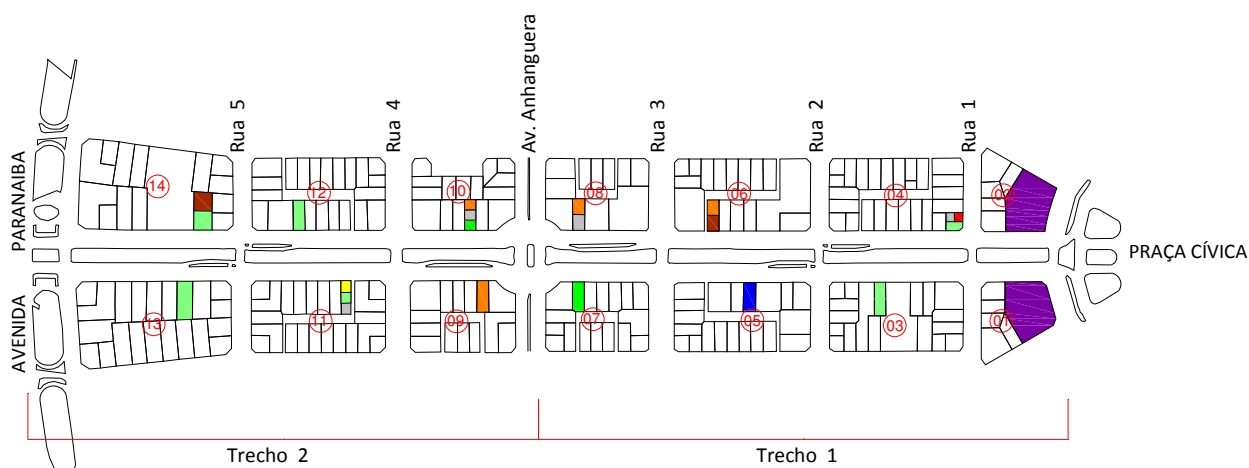 Rua 5
Rua 4
Av. Anhanguera
Rua 3
Rua 2
Rua 1
PARANAIBA
AVENIDA
14
12
10
08
06
04
02
PRAÇA CÍVICA
13
11
09
07
05
03
01
Trecho 2
Trecho 1